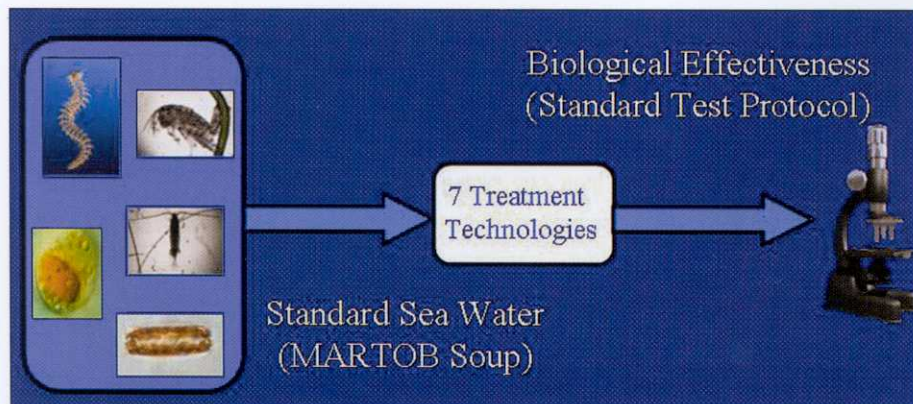 Biological Effectiveness
(Standard Test Protocol)
7 Treatment
Technologies
Standard Sea Water
(MARTOB Soup)